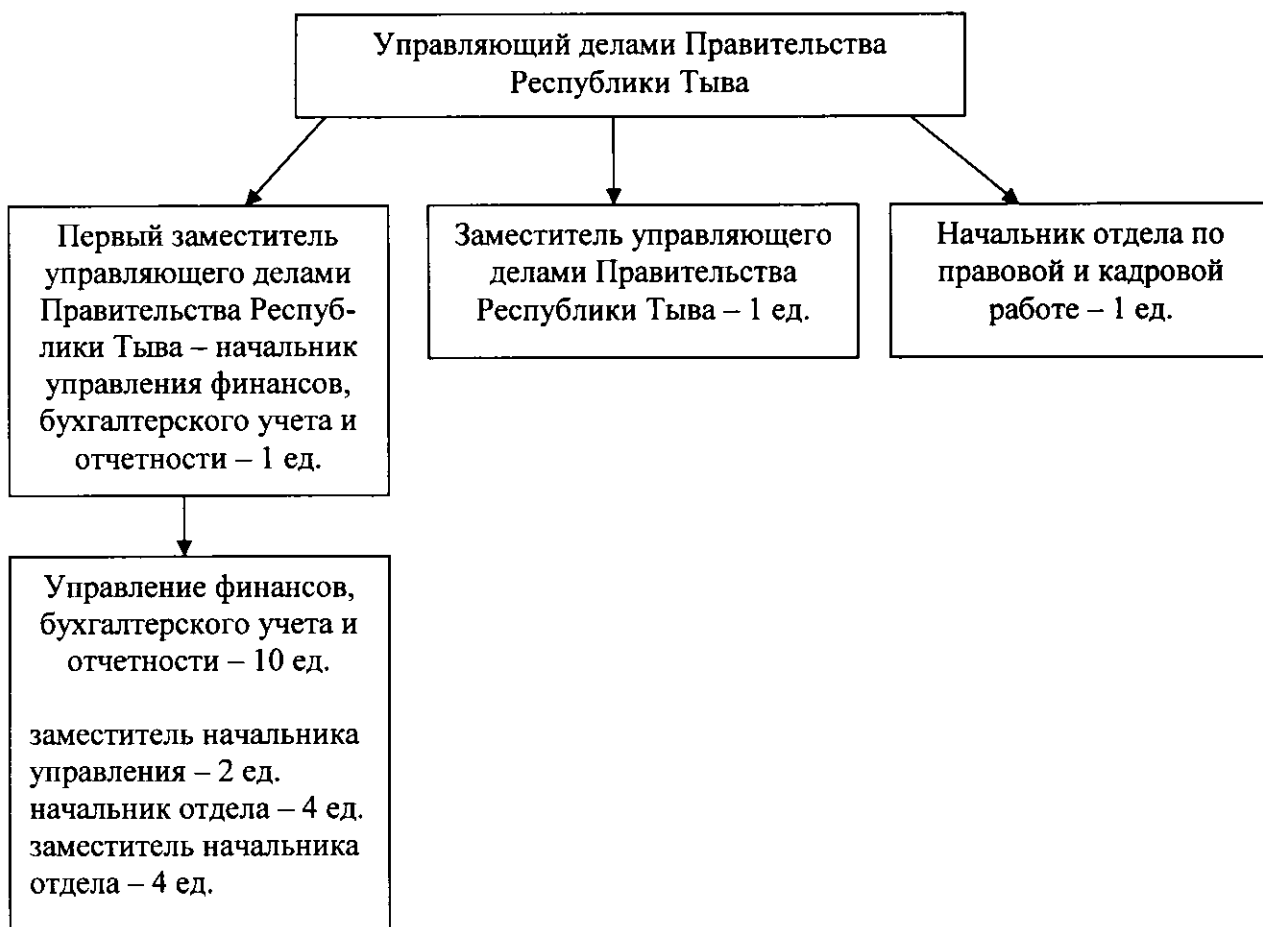 Управляющий делами Правительства
Республики Тыва
Первый заместитель
управляющего делами
Правительства Респуб-
лики Тыва – начальник
управления финансов,
бухгалтерского учета и
отчетности – 1 ед.
Заместитель управляющего
делами Правительства
Республики Тыва – 1 ед.
Начальник отдела по
правовой и кадровой
работе – 1 ед.
Управление финансов,
бухгалтерского учета и
отчетности – 10 ед.
заместитель начальника
управления – 2 ед.
начальник отдела – 4 ед.
заместитель начальника
отдела – 4 ед.